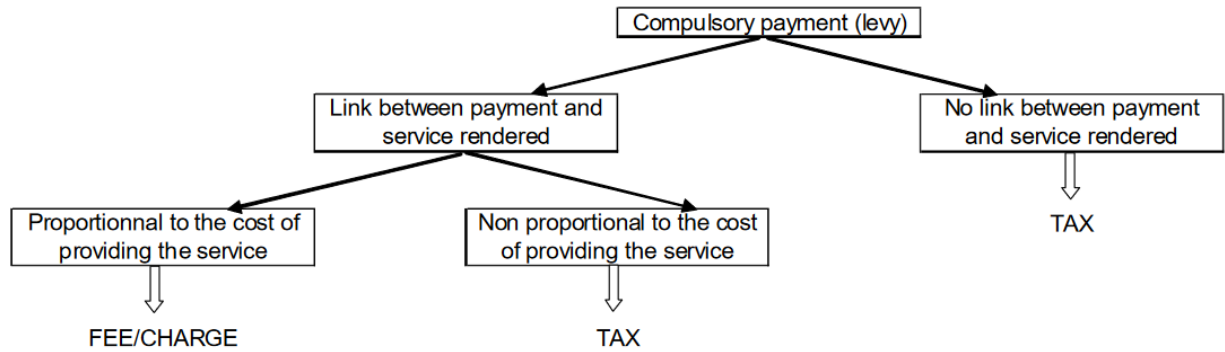 Compulsory payment (levy)
Link between payment and
service rendered
No link between payment
and service rendered
Proportionnal to the cost of
providing the service
Non proportional to the cost
of providing the service
TAX
FEE/CHARGE
TAX